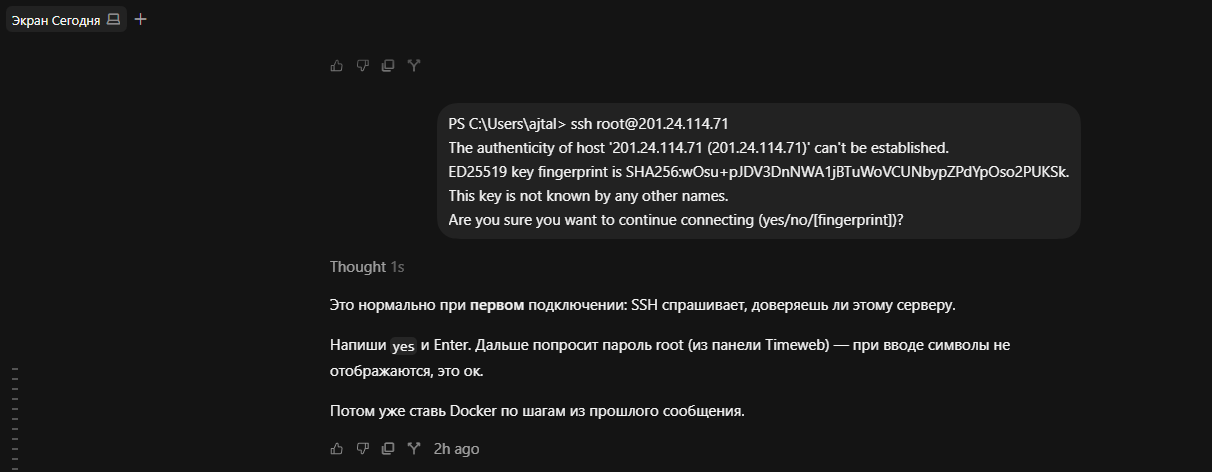 Экран Сегодня
PS C:\Users\ajtal> ssh root@201.24.114.71
The authenticity of host '201.24.114.71 (201.24.114.71)' can't be established.
ED25519 key fingerprint is SHA256:wOsu+pJDV3DnNWA1jBTuWoVCUNbypZPdYpOso2PUKSk.
This key is not known by any other names.
Are you sure you want to continue connecting (yes/no/[fingerprint])?
Thought 1s
Это нормально при первом подключении: SSH спрашивает, доверяешь ли этому серверу.
Напиши yes и Enter. Дальше попросит пароль root (из панели Timeweb) — при вводе символы не
отображаются, это ок.
Потом уже ставь Docker по шагам из прошлого сообщения.
2h ago